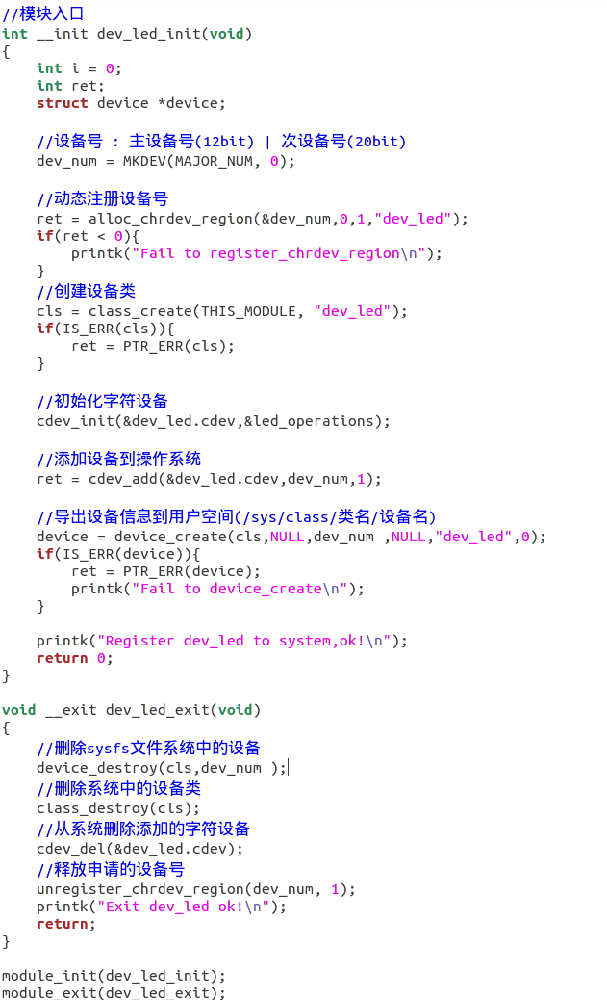 //模块入口
int __init dev_led_init(void)
{
    int i = 0;
    int ret;
    struct device *device;
    //设备号 : 主设备号(12bit) | 次设备号(20bit)
    dev_num = MKDEV(MAJOR_NUM, 0);
    //动态注册设备号
    ret = alloc_chrdev_region(&dev_num,0,1,"dev_led");
    if(ret < 0){
        printk("Fail to register_chrdev_region\n");
    }
    //创建设备类
    cls = class_create(THIS_MODULE, "dev_led");
    if(IS_ERR(cls)){
        ret = PTR_ERR(cls);
    }
    //初始化字符设备
    cdev_init(&dev_led.cdev,&led_operations);
    //添加设备到操作系统
    ret = cdev_add(&dev_led.cdev,dev_num,1);
    //导出设备信息到用户空间(/sys/class/类名/设备名)
    device = device_create(cls,NULL,dev_num ,NULL,"dev_led",0);
    if(IS_ERR(device)){
        ret = PTR_ERR(device);
        printk("Fail to device_create\n");
    }
    printk("Register dev_led to system,ok!\n");
    return 0;
}
void __exit dev_led_exit(void)
{
    //删除sysfs文件系统中的设备
    device_destroy(cls,dev_num );
    //删除系统中的设备类
    class_destroy(cls);
    //从系统删除添加的字符设备
    cdev_del(&dev_led.cdev);
    //释放申请的设备号
    unregister_chrdev_region(dev_num, 1);
    printk("Exit dev_led ok!\n");
    return;
}
module_init(dev_led_init);
module_exit(dev_led_exit);